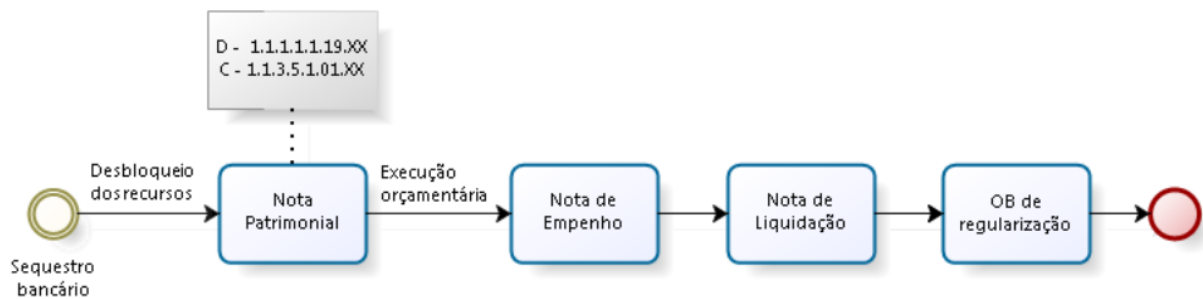 D - 1.1.1.1.1.19.XX
C - 1.1.3.5.1.01.XX
Desbloqueio
dos recursos
Execução
orçamentária
Nota
Patrimonial
Nota de
Empenho
Nota de
Liquidação
OB de
regularização
Sequestro
bancário